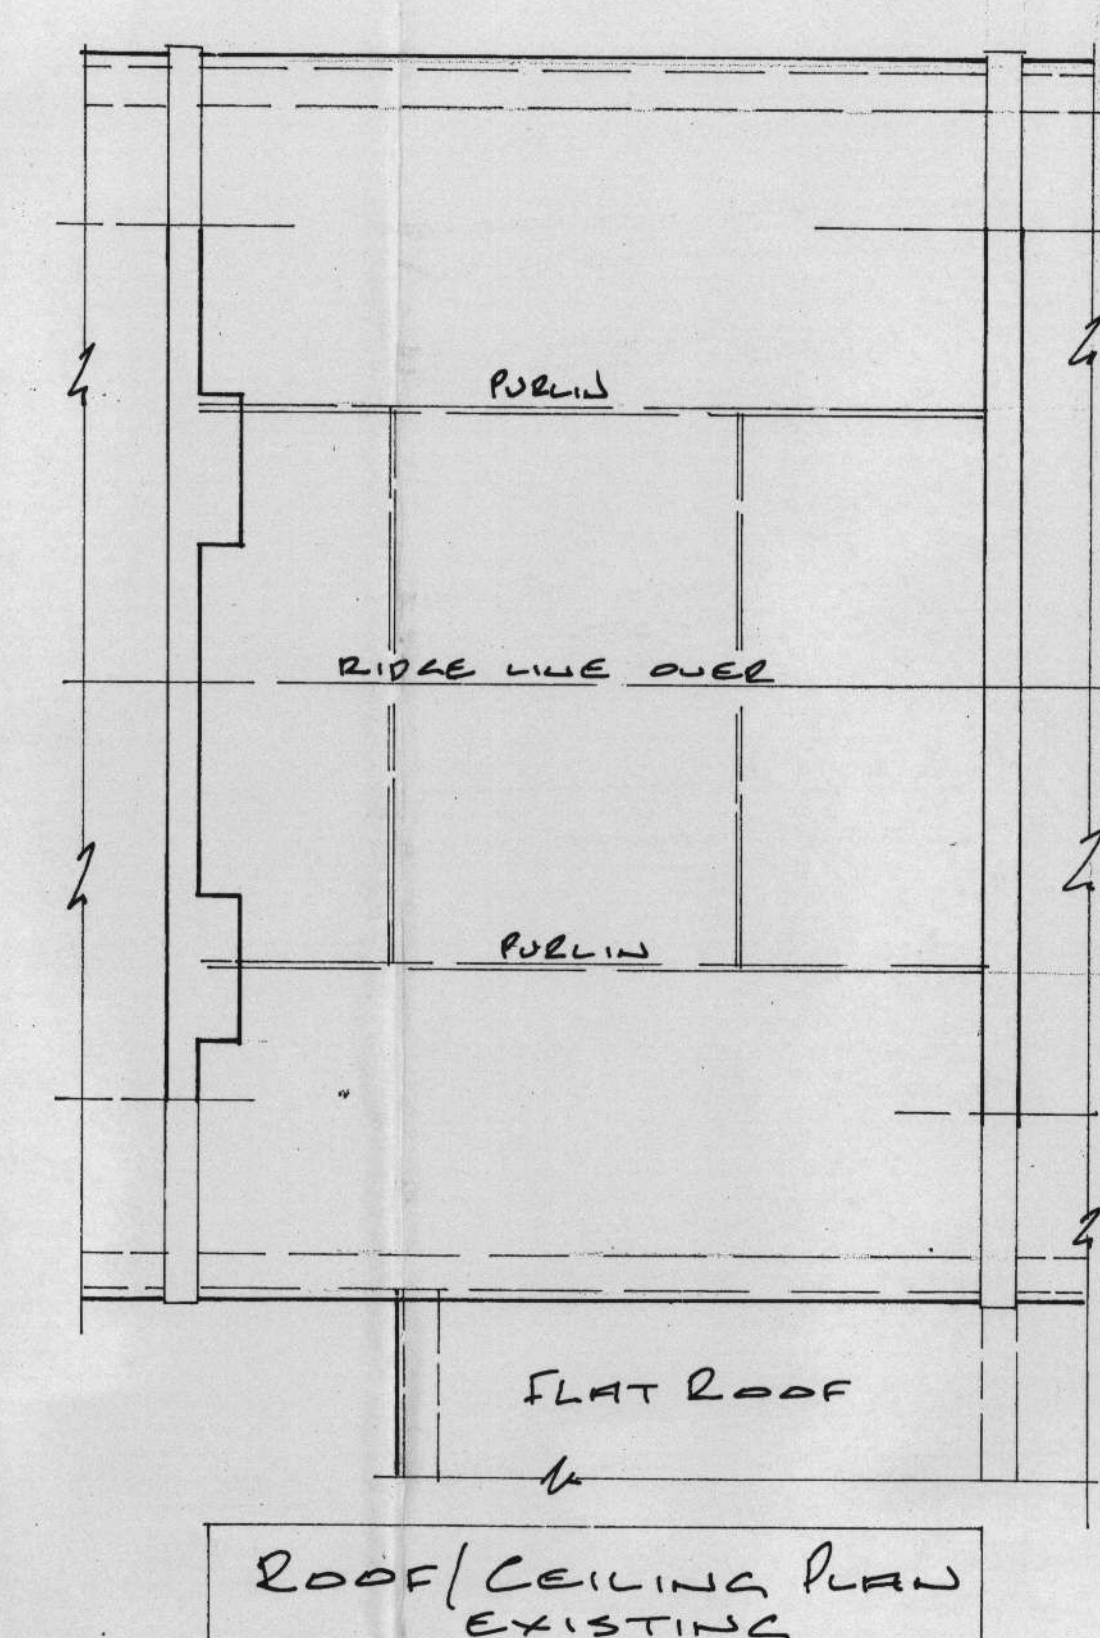 PURLIN
RIDGE LINE OVER
PURLIN
FLAT ROOF
ROOF/CEILING PLAN
EXISTING